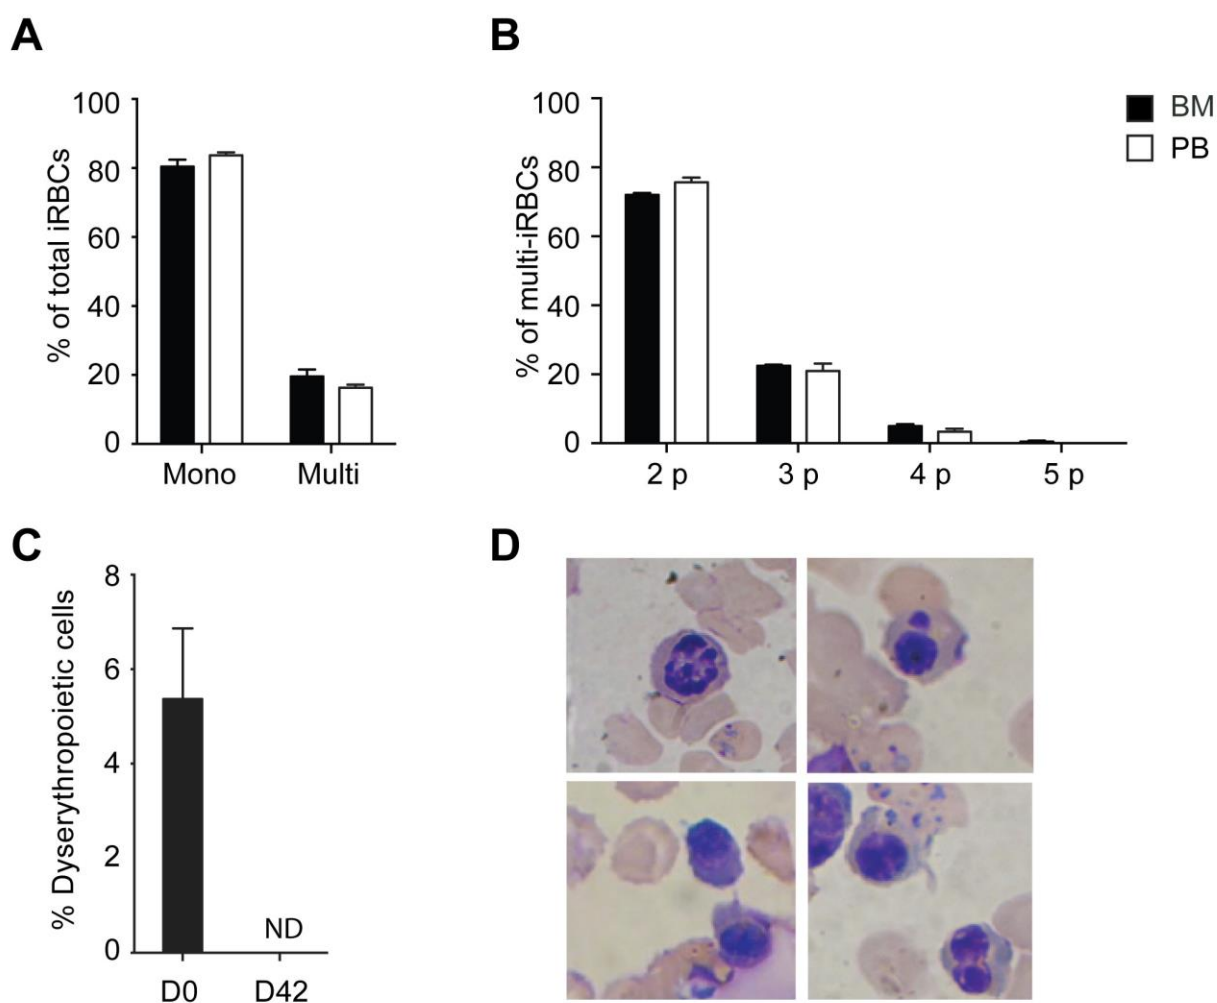 A
% of total iRBCs
100
80
60
40
20
0
Mono Multi
B
% of multi-iRBCs
100
80
60
40
20
0
2 p 3 p 4 p 5 p
BM
PB
C
% Dyserythropoietic cells
8
6
4
2
0
ND
D0 D42
D